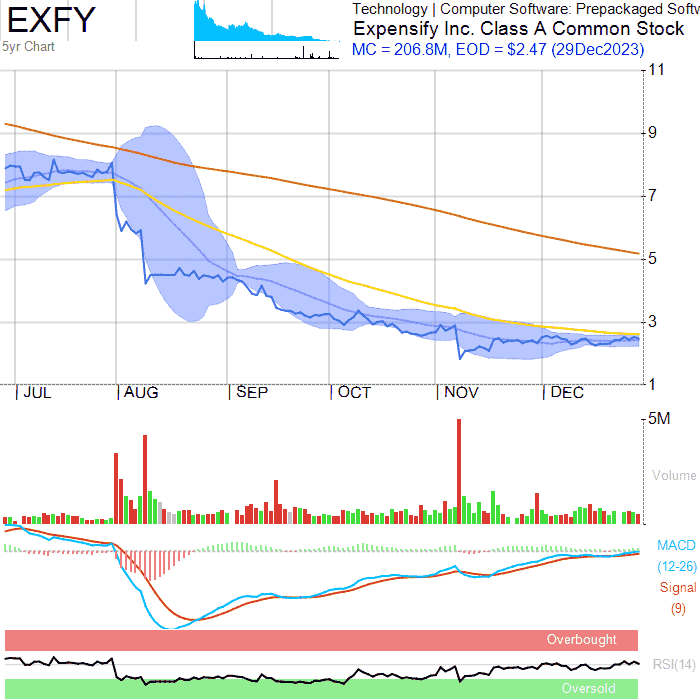 EXFY
5yr Chart
Technology | Computer Software: Prepackaged Softw
Expensify Inc. Class A Common Stock
MC = 206.8M, EOD = $2.47 (29Dec2023)
11
9
7
5
3
1
JUL AUG SEP OCT NOV DEC
5M
Volume
MACD
(12-26)
Signal
(9)
Overbought
RSI(14)
Oversold